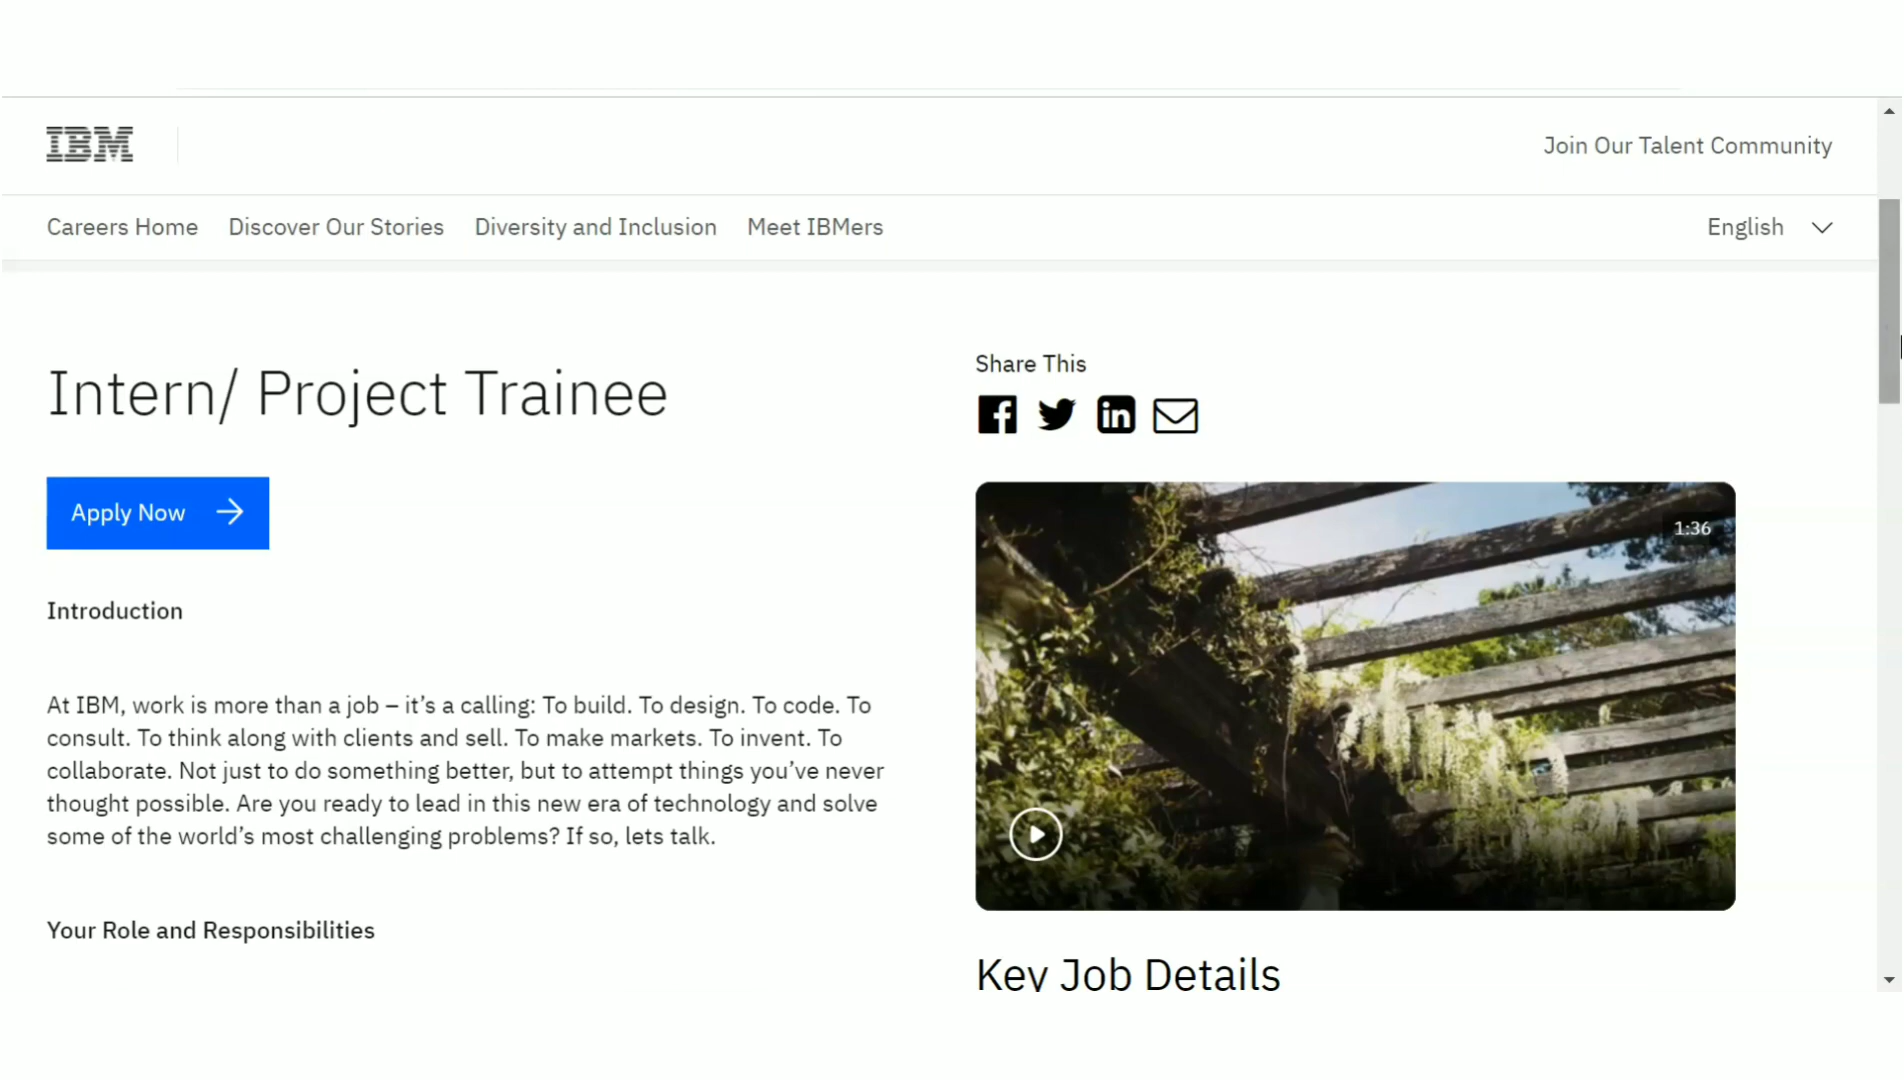 IBM
Join Our Talent Community
Careers Home Discover Our Stories Diversity and Inclusion Meet IBMers English
Intern/ Project Trainee
Apply Now
Introduction
At IBM, work is more than a job – it’s a calling: To build. To design. To code. To
consult. To think along with clients and sell. To make markets. To invent. To
collaborate. Not just to do something better, but to attempt things you’ve never
thought possible. Are you ready to lead in this new era of technology and solve
some of the world’s most challenging problems? If so, lets talk.
Your Role and Responsibilities
Share This
1:36
Key Job Details